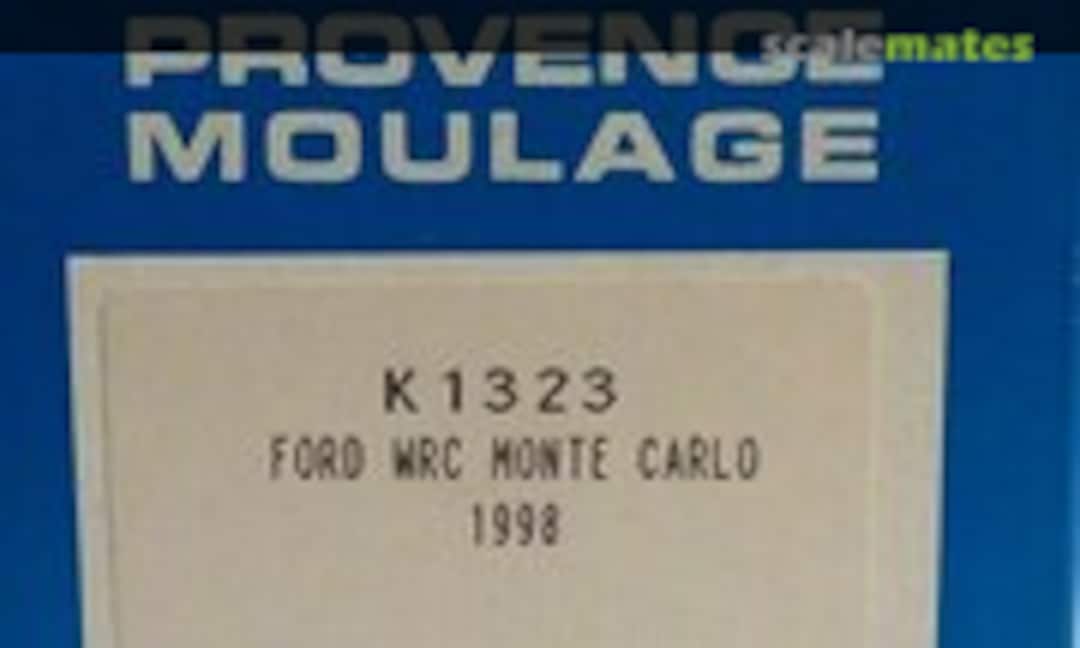 scalemates
PROVENCE
MOULAGE
K1323
FORD WRC MONTE CARLO
1998